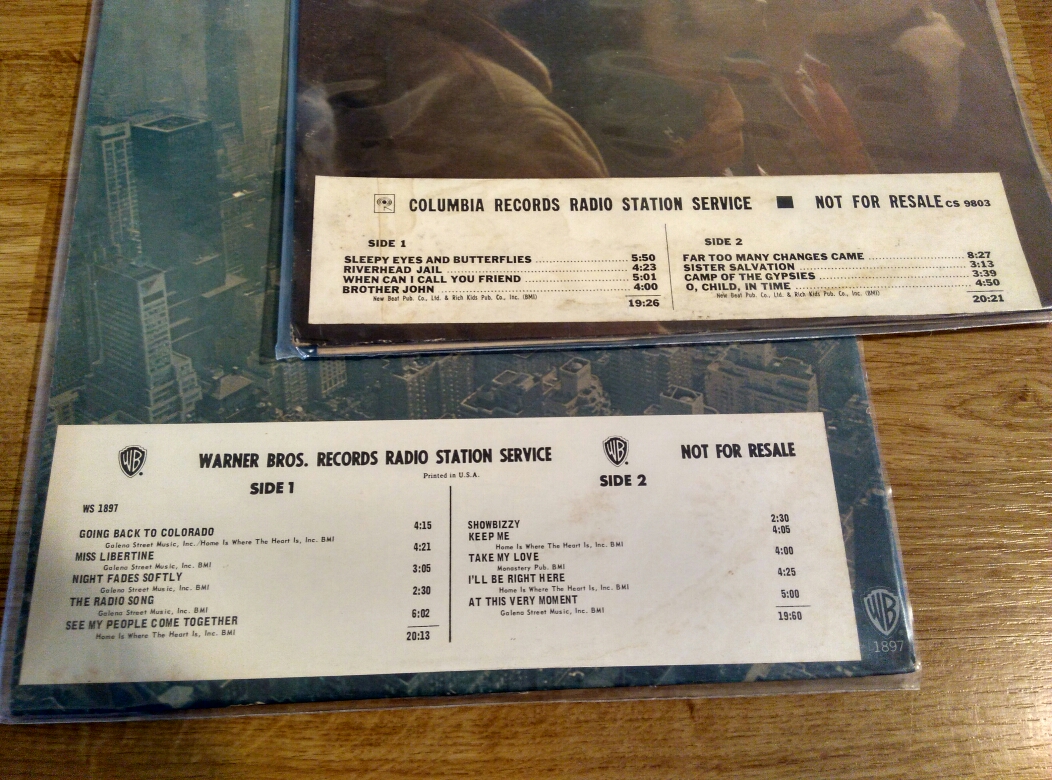 COLUMBIA RECORDS RADIO STATION SERVICE NOT FOR RESALE CS 9803
SIDE 1
SLEEPY EYES AND BUTTERFLIES 5:50
RIVERHEAD JAIL 4:23
WHEN CAN I CALL YOU FRIEND 5:01
BROTHER JOHN 4:00
New Beat Pub. Co., Ltd. & Rich Kids Pub. Co., Inc. (BMI)
19:26
SIDE 2
FAR TOO MANY CHANGES CAME 8:27
SISTER SALVATION 3:13
CAMP OF THE GYPSIES 3:39
O, CHILD, IN TIME 4:50
New Beat Pub. Co., Ltd. & Rich Kids Pub. Co., Inc. (BMI)
20:21
WB WARNER BROS. RECORDS RADIO STATION SERVICE WB NOT FOR RESALE
Printed in U.S.A.
SIDE 1
WS 1897
GOING BACK TO COLORADO 4:15
Galeno Street Music, Inc./Home Is Where The Heart Is, Inc. BMI
MISS LIBERTINE 4:21
Galeno Street Music, Inc. BMI
NIGHT FADES SOFTLY 3:05
Galeno Street Music, Inc. BMI
THE RADIO SONG 2:30
Galeno Street Music, Inc. BMI
SEE MY PEOPLE COME TOGETHER 6:02
Home Is Where The Heart Is, Inc. BMI
20:13
SIDE 2
SHOWBIZZY 2:30
KEEP ME 4:05
Home Is Where The Heart Is, Inc. BMI
TAKE MY LOVE 4:00
Monastery Pub. BMI
I'LL BE RIGHT HERE 4:25
Home Is Where The Heart Is, Inc. BMI
AT THIS VERY MOMENT 5:00
Galeno Street Music, Inc. BMI
19:60
WB
1897